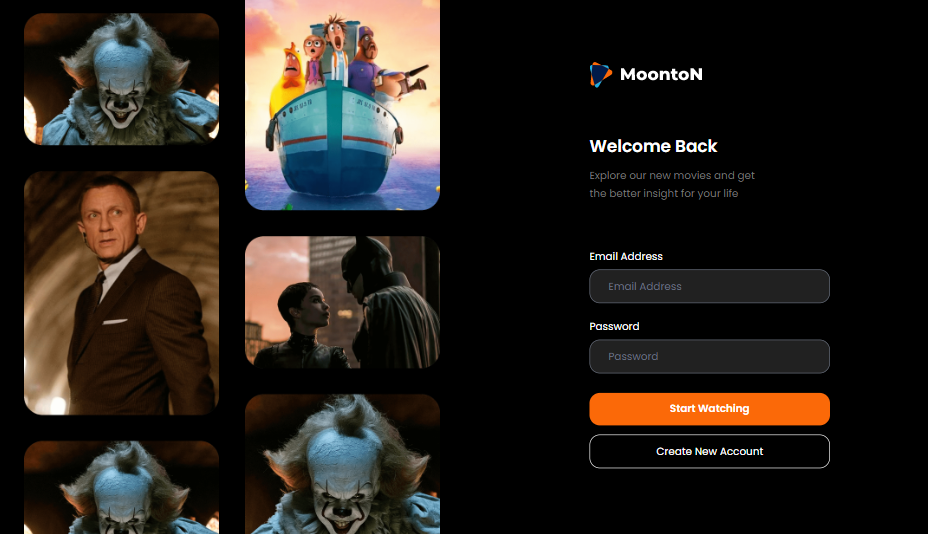 MoontoN
Welcome Back
Explore our new movies and get
the better insight for your life
Email Address
Email Address
Password
Password
Start Watching
Create New Account